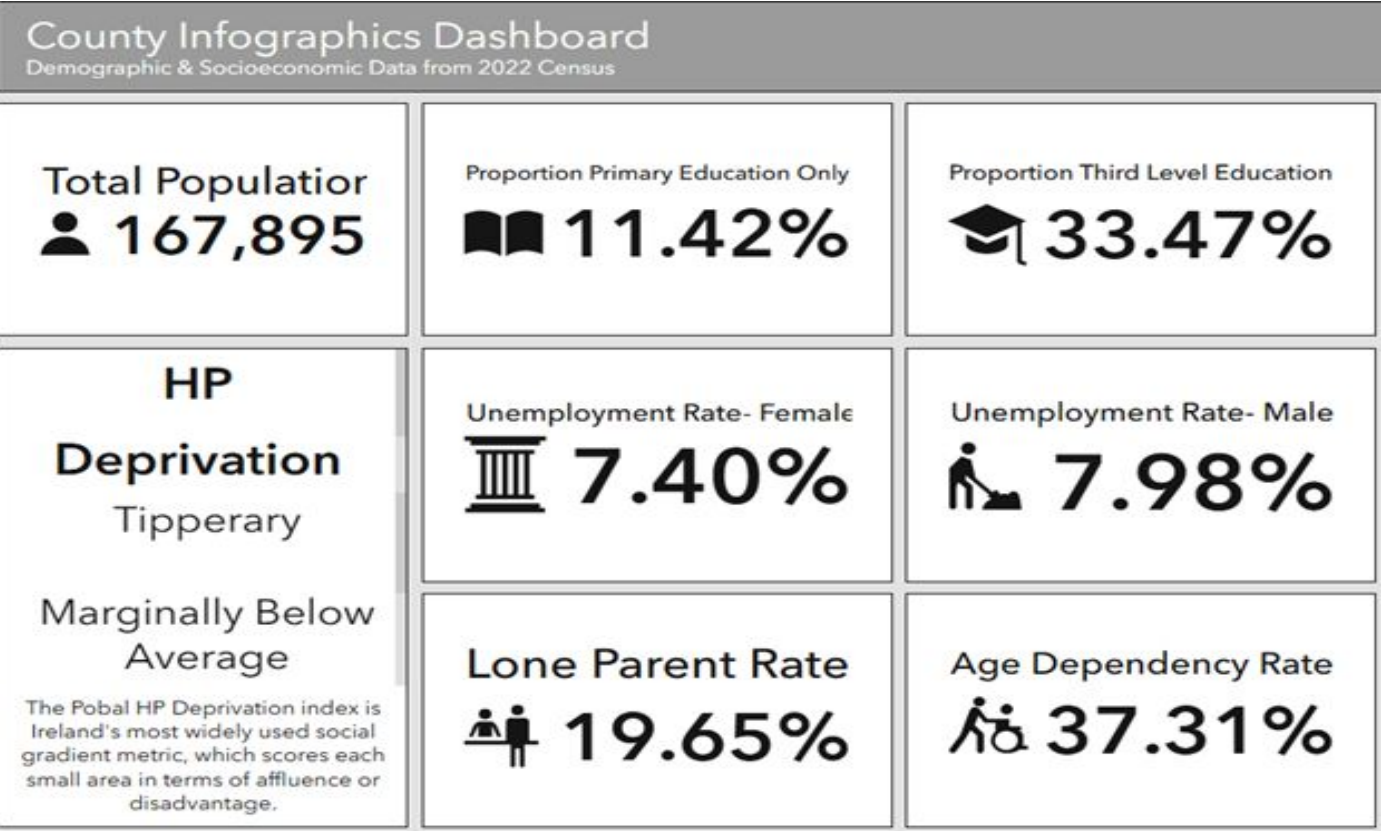 County Infographics Dashboard
Demographic & Socioeconomic Data from 2022 Census
Total Populatior
167,895
Proportion Primary Education Only
11.42%
Proportion Third Level Education
33.47%
HP
Deprivation
Tipperary
Marginally Below
Average
The Pobal HP Deprivation index is
Ireland's most widely used social
gradient metric, which scores each
small area in terms of affluence or
disadvantage.
Unemployment Rate- Female
7.40%
Unemployment Rate- Male
7.98%
Lone Parent Rate
19.65%
Age Dependency Rate
37.31%